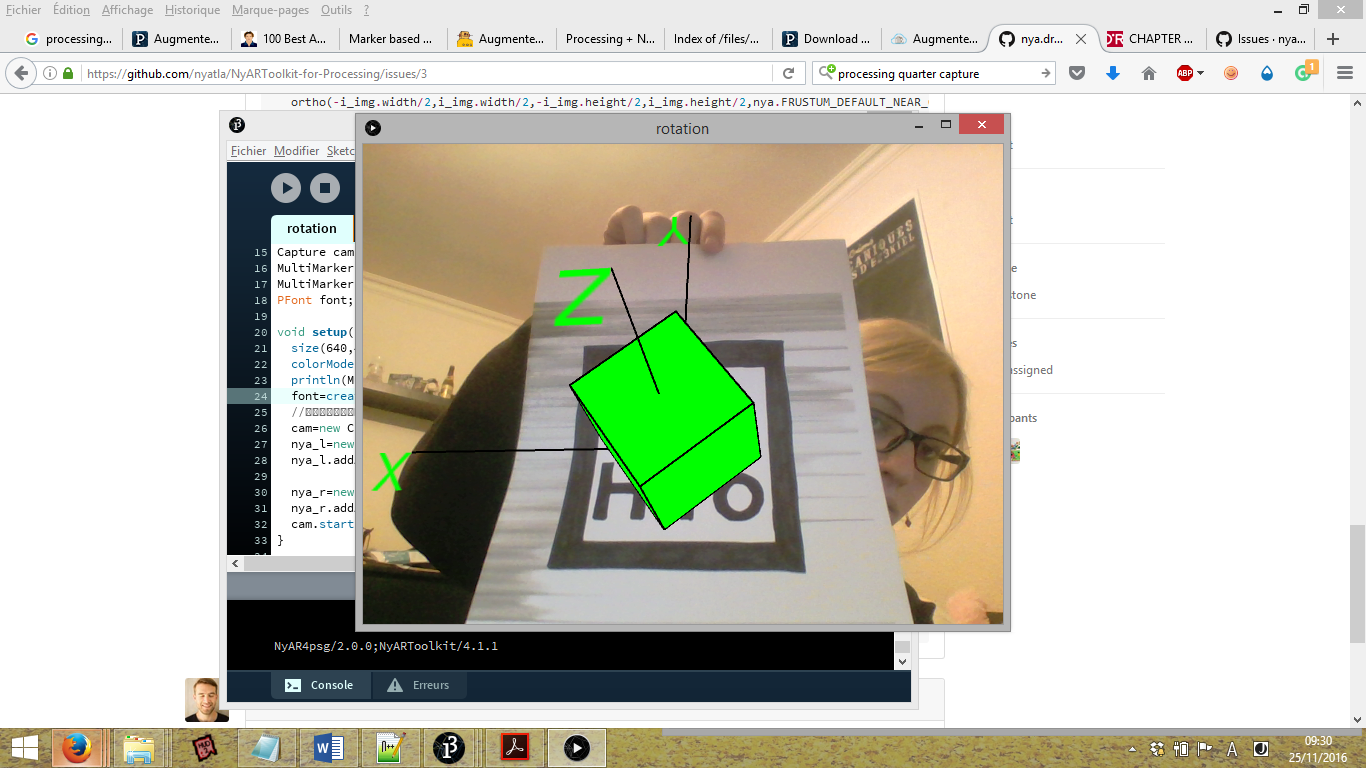 Fichier Édition Affichage Historique Marque-pages Outils ?
processing... Augmente... 100 Best A... Marker based ... Augmente... Processing + N... Index of /files/... Download ... Augmente... nya.dr... CHAPTER ... Issues · nya...
https://github.com/nyatla/NyARToolkit-for-Processing/issues/3
processing quarter capture
ABP
1
ortho(-i_img.width/2,i_img.width/2,-i_img.height/2,i_img.height/2,nya.FRUSTUM_DEFAULT_NEAR_
rotation
Fichier Modifier Sketc
rotation
15 Capture cam
16 MultiMarker
17 MultiMarker
18 PFont font;
19
20 void setup(
21 size(640,
22 colorMode
23 println(M
24 font=crea
25 //
26 cam=new C
27 nya_l=new
28 nya_l.add
29
30 nya_r=new
31 nya_r.add
32 cam.start
33 }
Y
Z
X
Hiro
stone
assigned
pants
NyAR4psg/2.0.0;NyARToolkit/4.1.1
Console Erreurs
09:30
25/11/2016